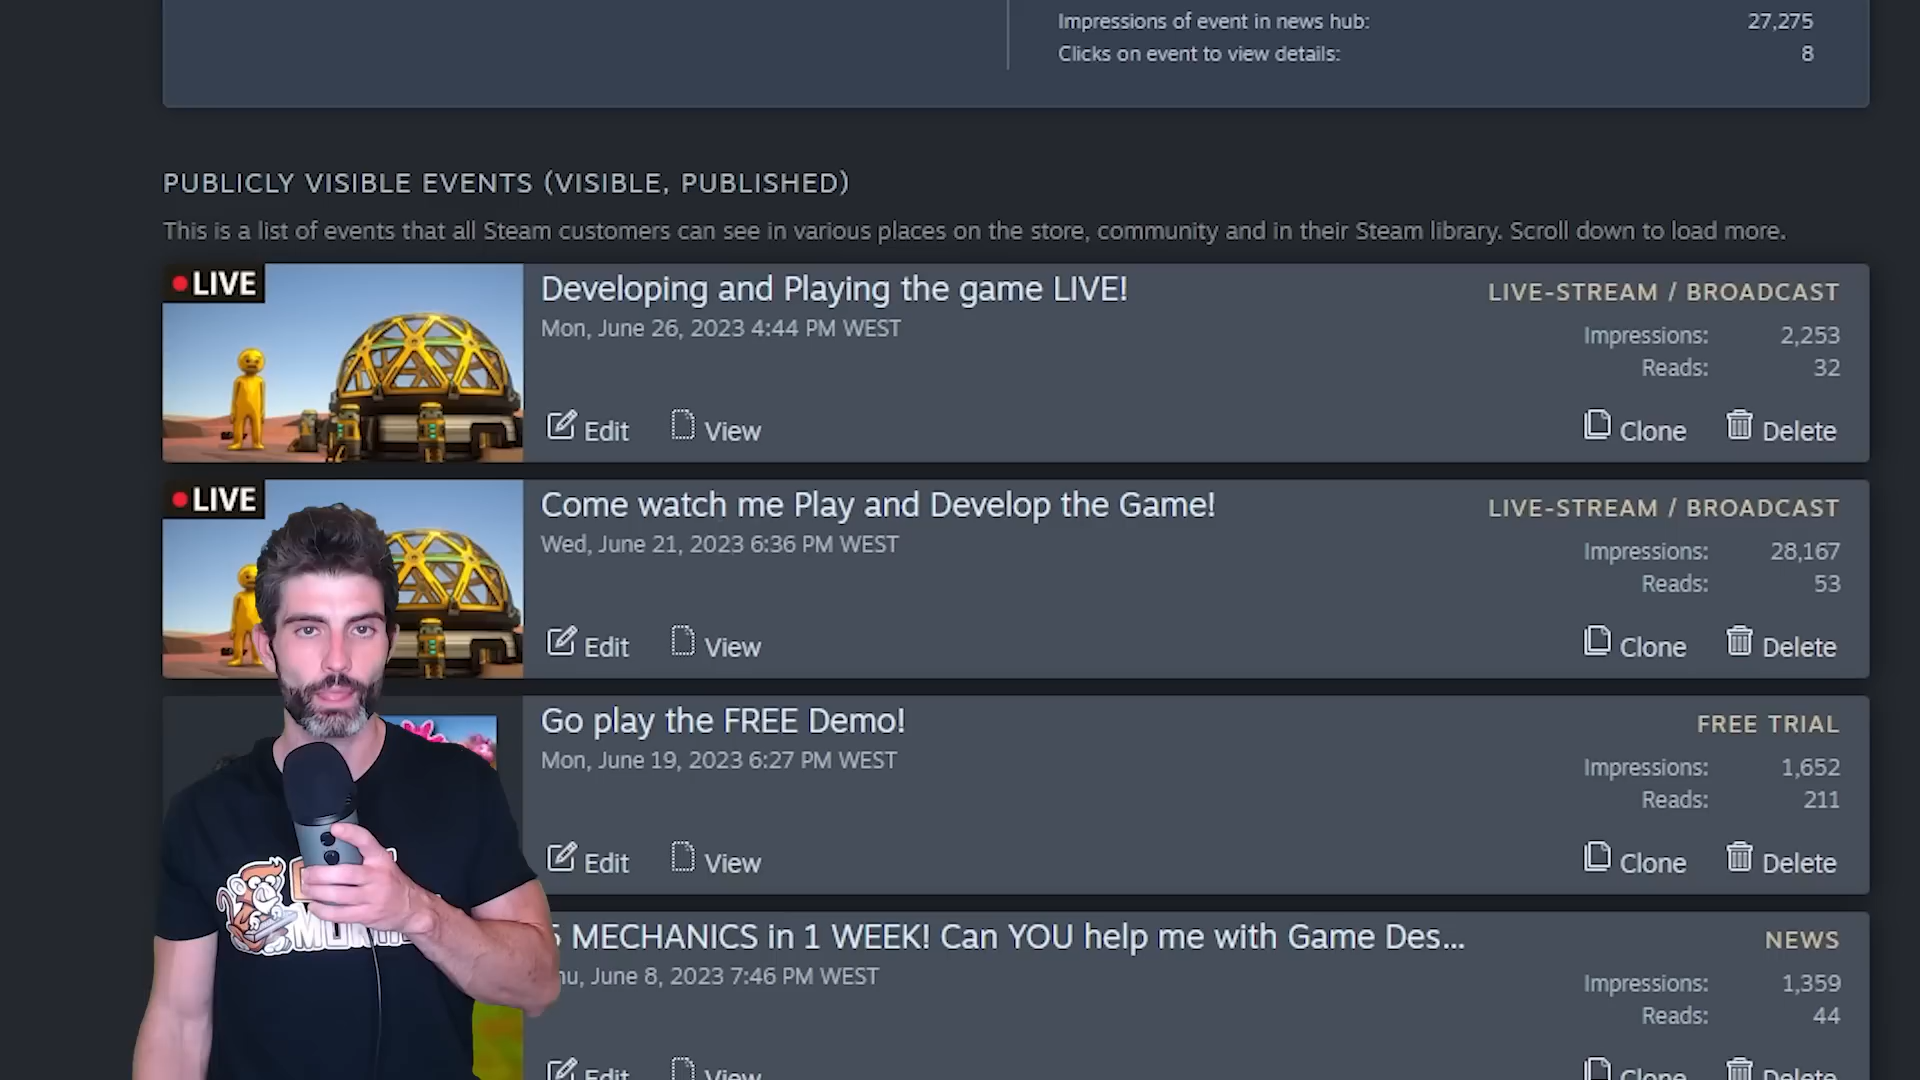 Impressions of event in news hub: 27,275
Clicks on event to view details: 8
PUBLICLY VISIBLE EVENTS (VISIBLE, PUBLISHED)
This is a list of events that all Steam customers can see in various places on the store, community and in their Steam library. Scroll down to load more.
LIVE
Developing and Playing the game LIVE!
LIVE-STREAM / BROADCAST
Mon, June 26, 2023 4:44 PM WEST
Impressions: 2,253
Reads: 32
Edit View Clone Delete
LIVE
Come watch me Play and Develop the Game!
LIVE-STREAM / BROADCAST
Wed, June 21, 2023 6:36 PM WEST
Impressions: 28,167
Reads: 53
Edit View Clone Delete
Go play the FREE Demo!
FREE TRIAL
Mon, June 19, 2023 6:27 PM WEST
Impressions: 1,652
Reads: 211
Edit View Clone Delete
5 MECHANICS in 1 WEEK! Can YOU help me with Game Des...
NEWS
hu, June 8, 2023 7:46 PM WEST
Impressions: 1,359
Reads: 44
Edit View Clone Delete